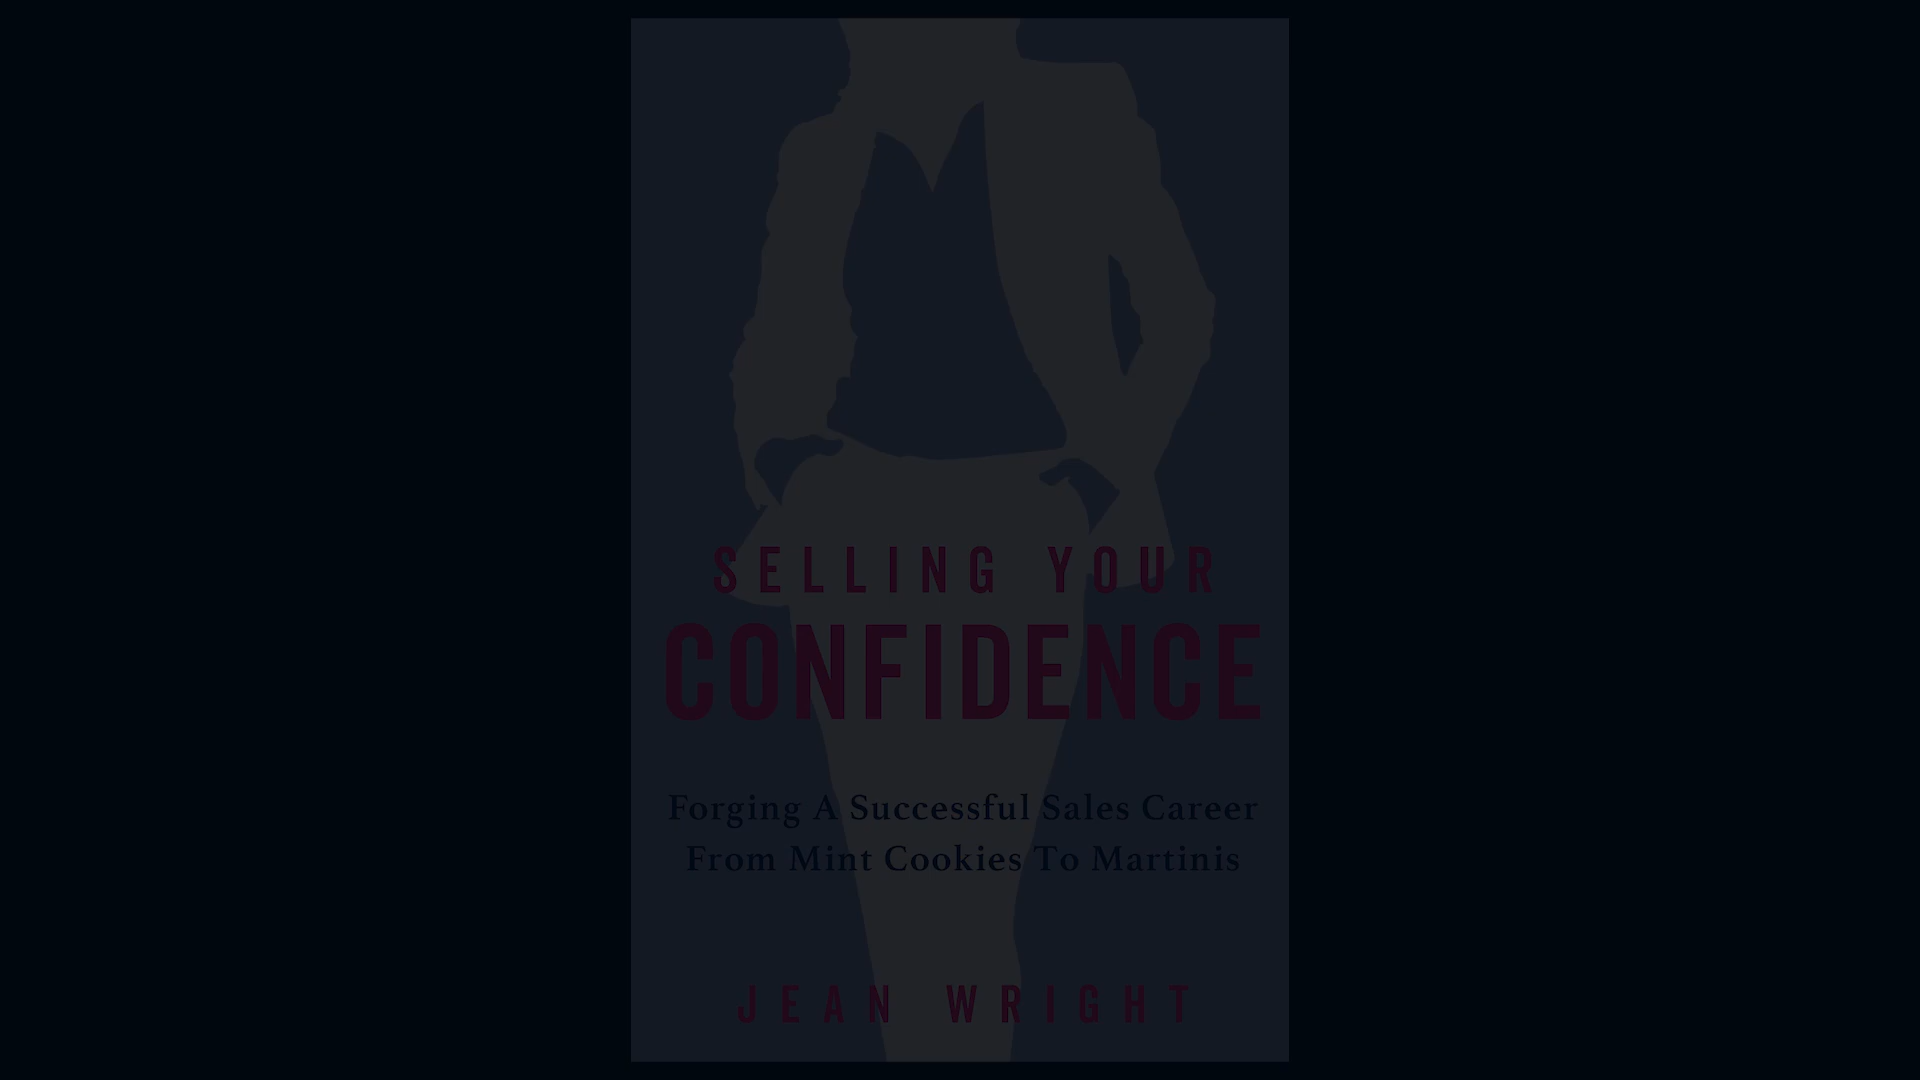 SELLING YOUR
CONFIDENCE
Forging A Successful Sales Career
From Mint Cookies To Martinis
JEAN WRIGHT